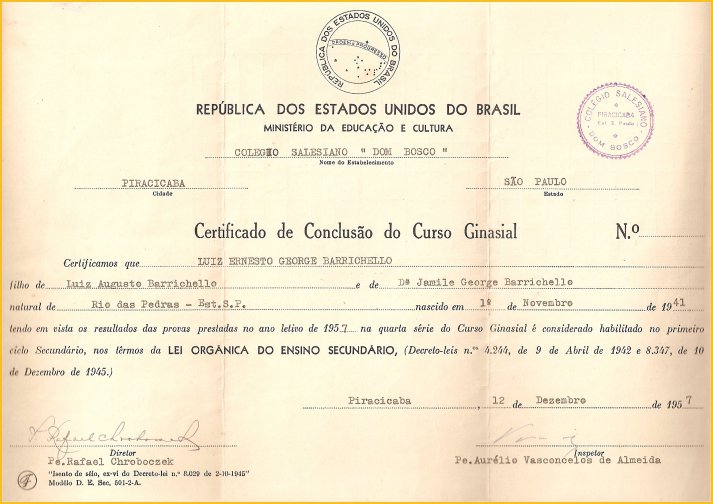 REPÚBLICA DOS ESTADOS UNIDOS DO BRASIL
ORDEM E PROGRESSO
REPÚBLICA DOS ESTADOS UNIDOS DO BRASIL
MINISTÉRIO DA EDUCAÇÃO E CULTURA
COLÉGIO SALESIANO
PIRACICABA
Est. S. Paulo
DOM BOSCO
COLEGIO SALESIANO " DOM BOSCO "
Nome do Estabelecimento
PIRACICABA SÃO PAULO
Cidade Estado
Certificado de Conclusão do Curso Ginasial N.º
Certificamos que LUIZ ERNESTO GEORGE BARRICHELLO
filho de Luiz Augusto Barrichello e de Dª Jamile George Barrichello
natural de Rio das Pedras - Est.S.P. nascido em 1º de Novembro de 1941
tendo em vista os resultados das provas prestadas no ano letivo de 1957 na quarta série do Curso Ginasial é considerado habilitado no primeiro
ciclo Secundário, nos têrmos da LEI ORGÂNICA DO ENSINO SECUNDÁRIO, (Decreto-leis n.ºs 4.244, de 9 de Abril de 1942 e 8.347, de 10
de Dezembro de 1945.)
Piracicaba, 12 de Dezembro de 1957
Diretor Inspetor
Pe.Rafael Chroboczek Pe.Aurélio Vasconcelos de Almeida
"Isento de sêlo, ex-vi do Decreto-lei n.º 8.029 de 2-10-1945"
Modêlo D. E. Sec. 501-2-A.